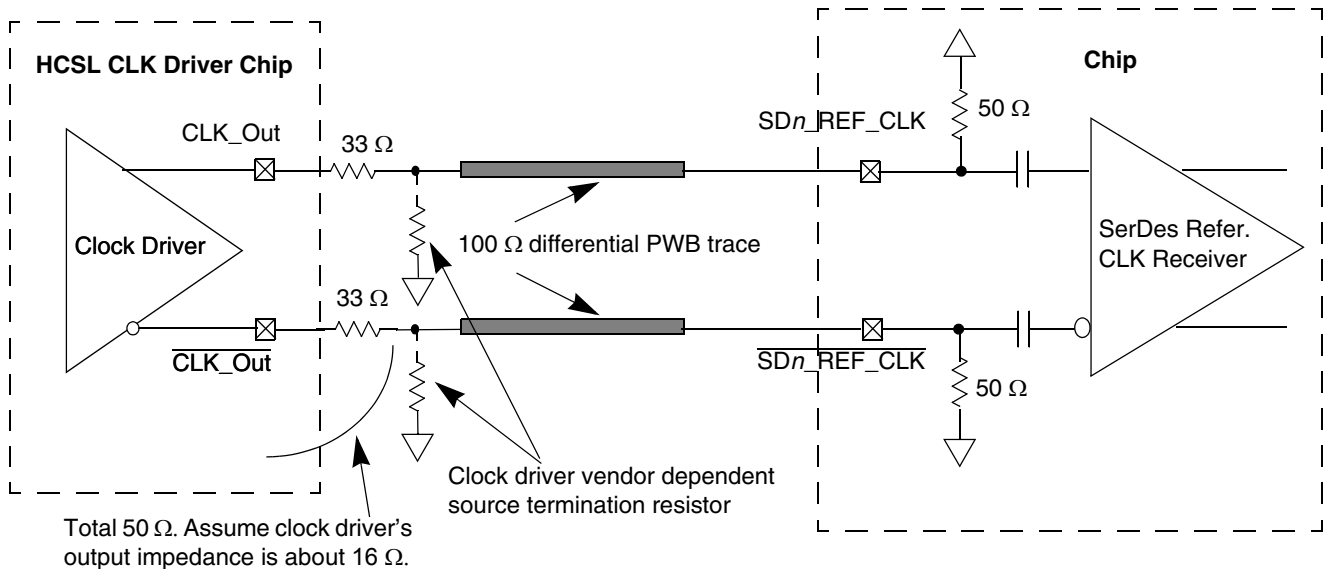 HCSL CLK Driver Chip
Chip
CLK_Out
33 Ω
SDn_REF_CLK
50 Ω
Clock Driver
100 Ω differential PWB trace
SerDes Refer.
CLK Receiver
33 Ω
CLK_Out
SDn_REF_CLK
50 Ω
Clock driver vendor dependent
source termination resistor
Total 50 Ω. Assume clock driver's
output impedance is about 16 Ω.